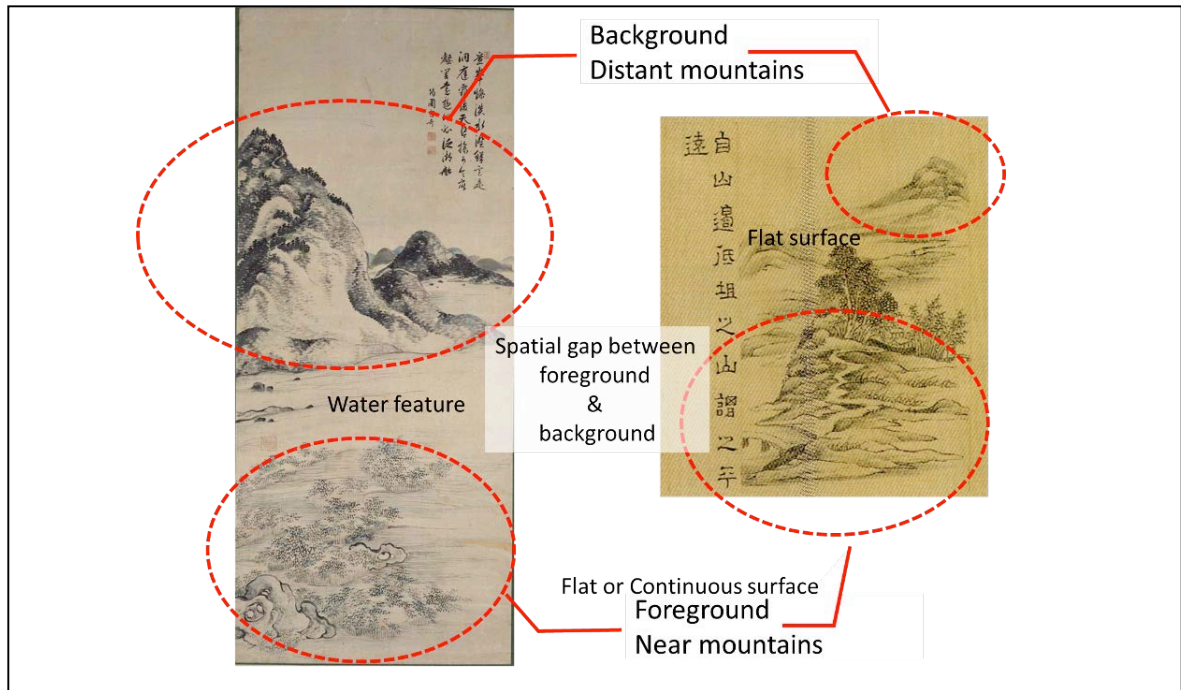 Background
Distant mountains
自山邊低坦之山謂之平
遠
Flat surface
Spatial gap between
foreground
&
background
Water feature
Flat or Continuous surface
Foreground
Near mountains